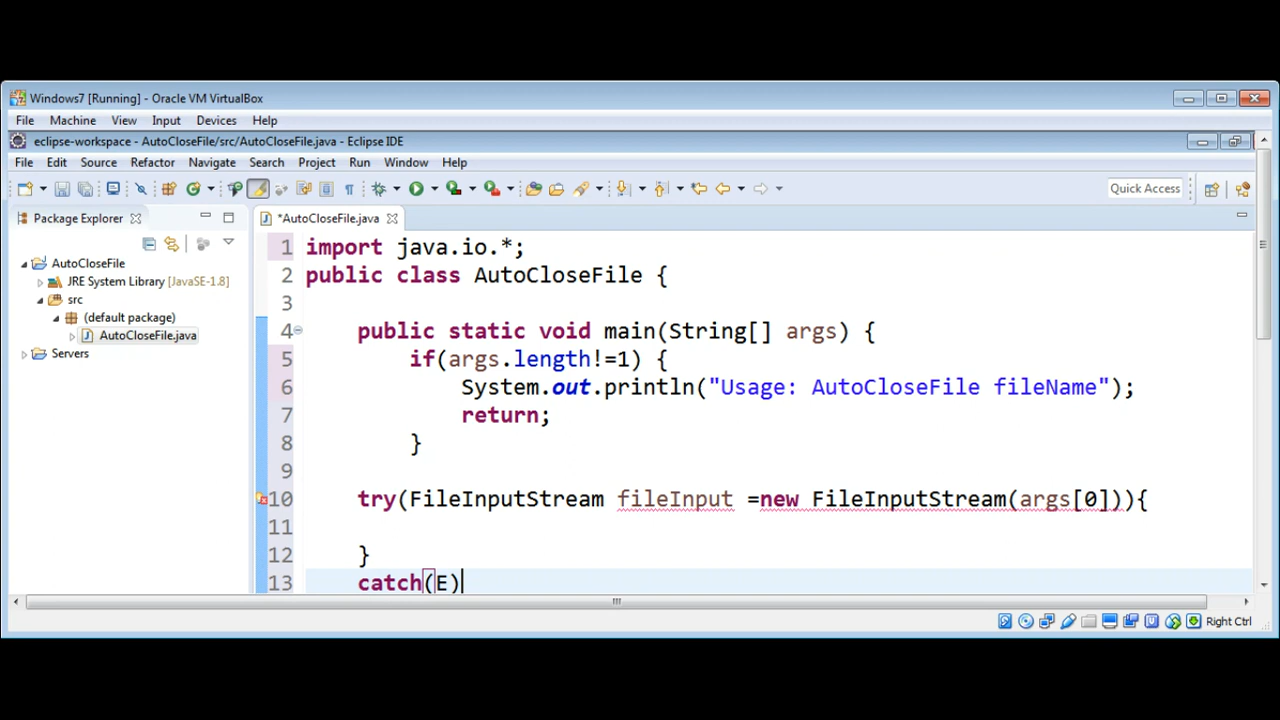 Windows7 [Running] - Oracle VM VirtualBox
File Machine View Input Devices Help
eclipse-workspace - AutoCloseFile/src/AutoCloseFile.java - Eclipse IDE
File Edit Source Refactor Navigate Search Project Run Window Help
Quick Access
Package Explorer
AutoCloseFile
JRE System Library [JavaSE-1.8]
src
(default package)
AutoCloseFile.java
Servers
*AutoCloseFile.java
1 import java.io.*;
2 public class AutoCloseFile {
3
4 public static void main(String[] args) {
5 if(args.length!=1) {
6 System.out.println("Usage: AutoCloseFile fileName");
7 return;
8 }
9
10 try(FileInputStream fileInput =new FileInputStream(args[0])){
11
12 }
13 catch(E)
Right Ctrl